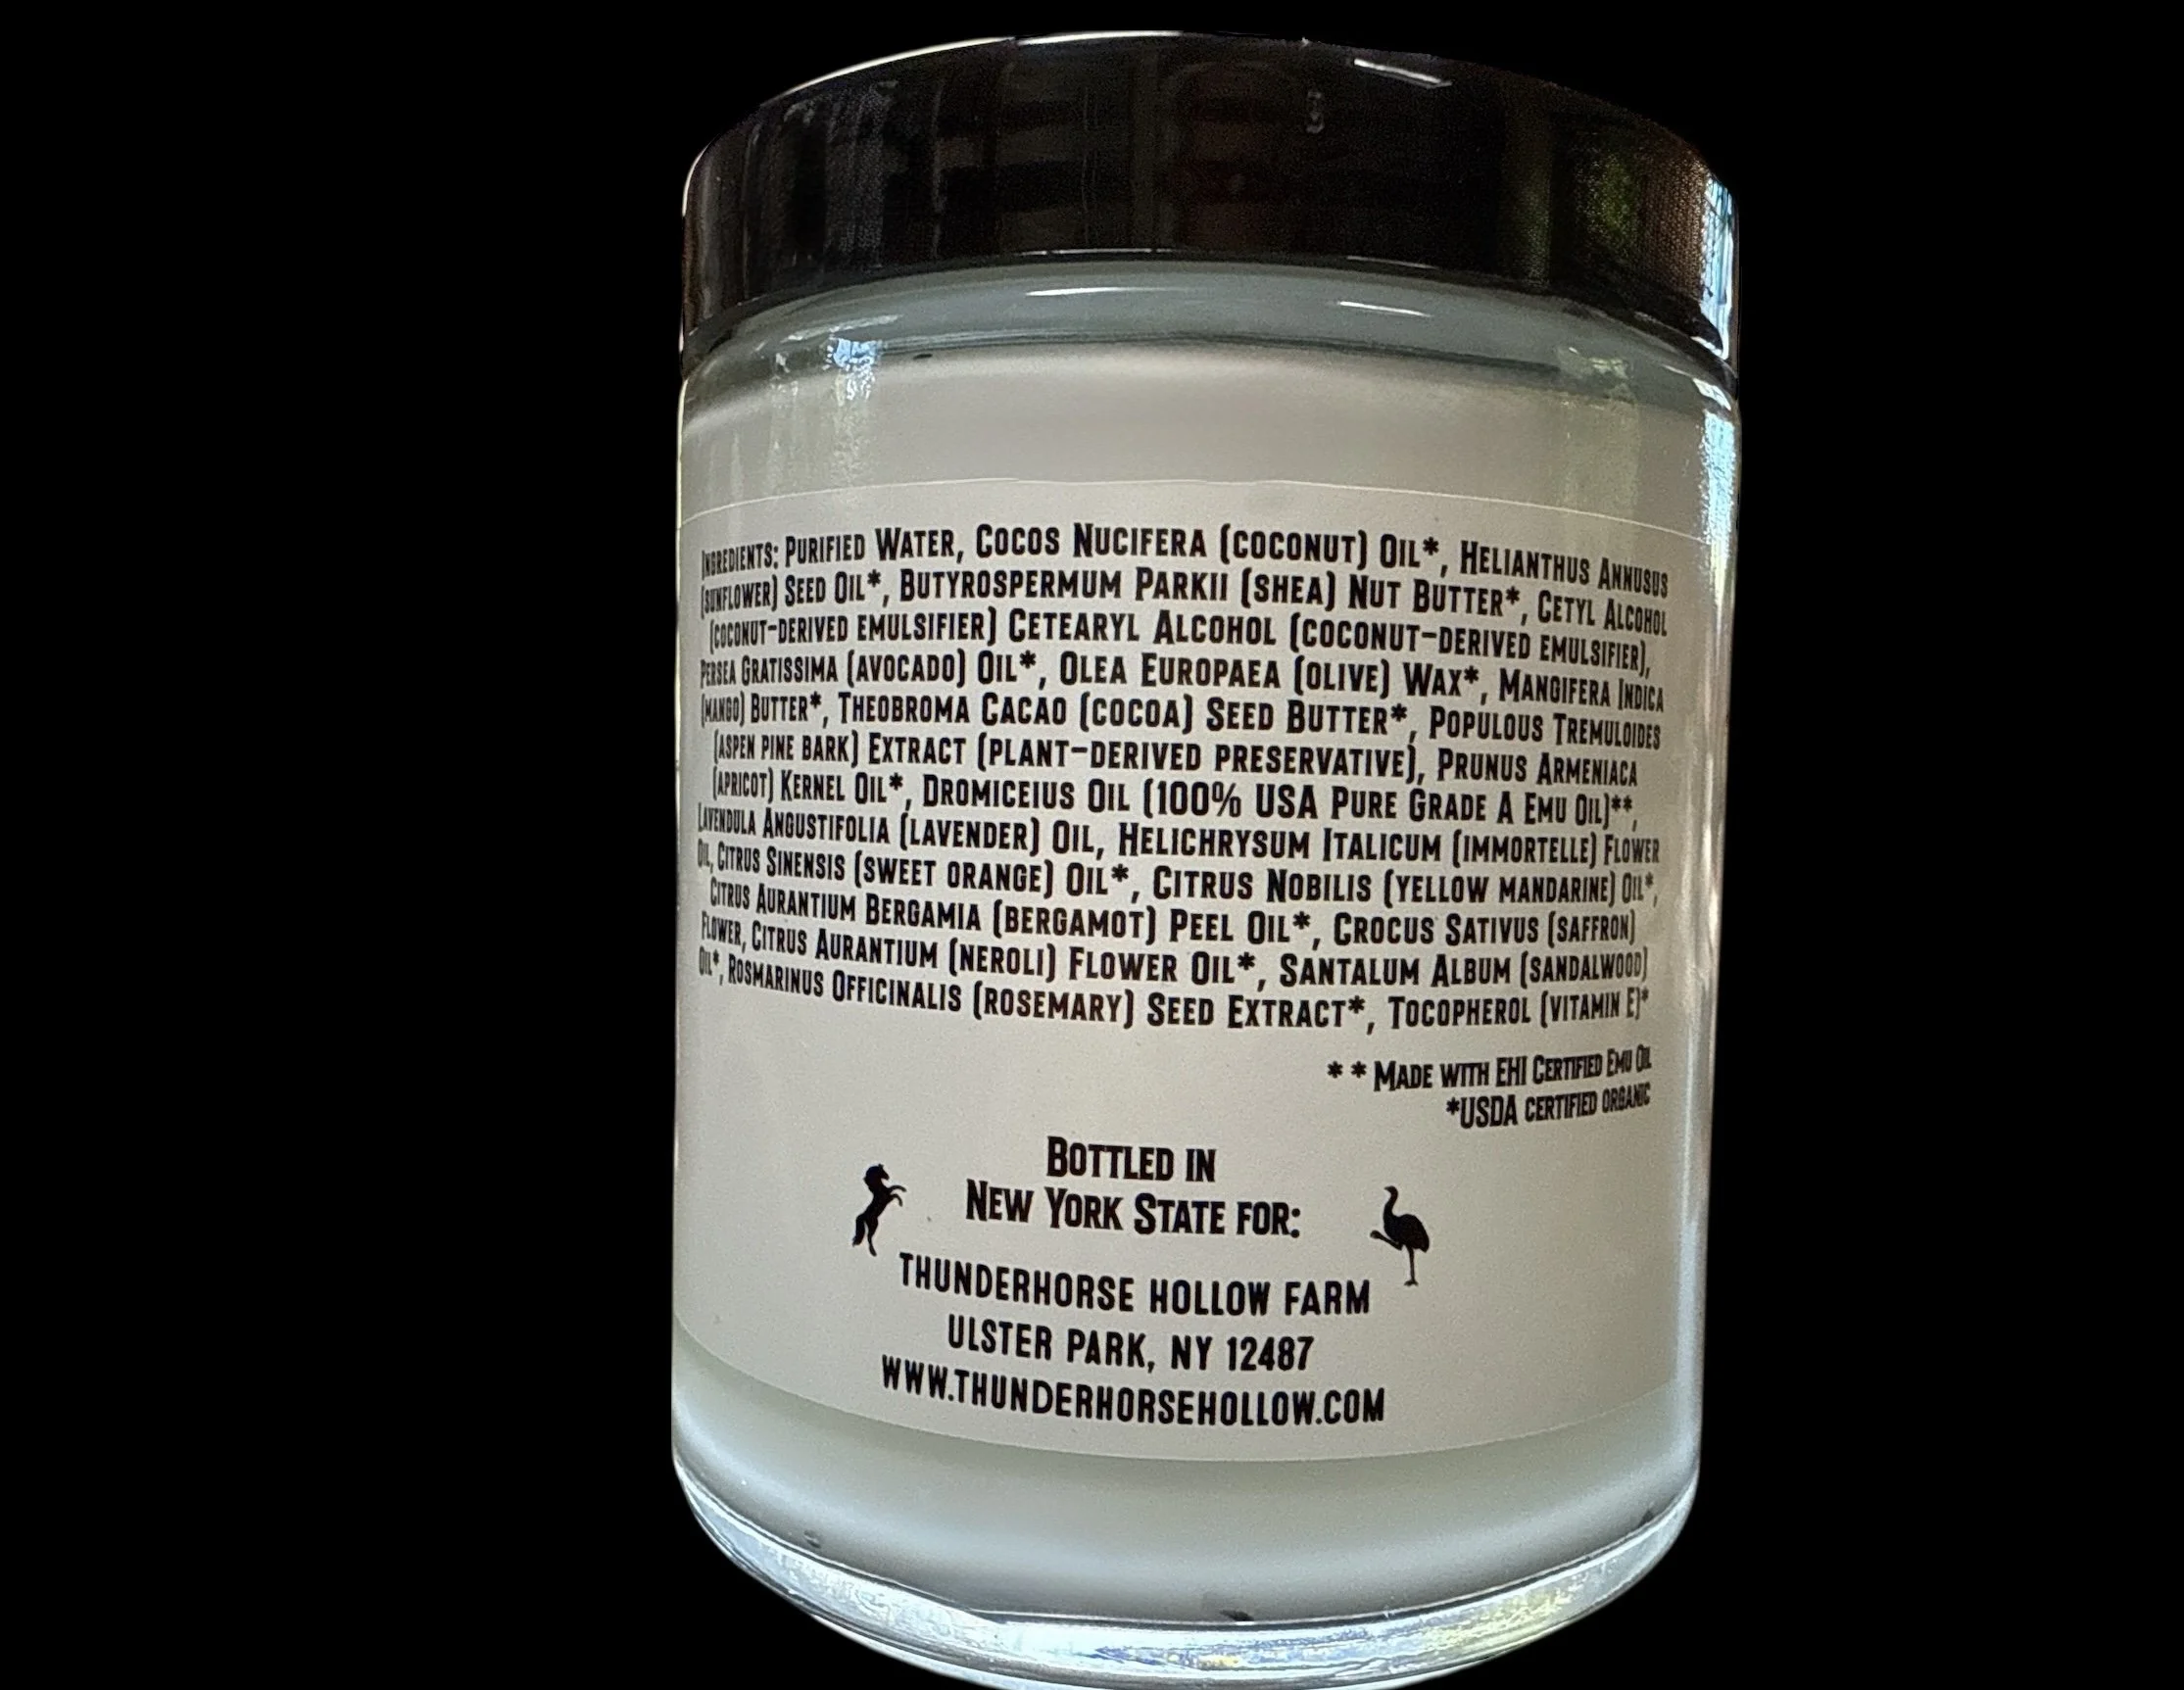 Ingredients: Purified Water, Cocos Nucifera (coconut) Oil*, Helianthus Annusus
(sunflower) Seed Oil*, Butyrospermum Parkii (shea) Nut Butter*, Cetyl Alcohol
(coconut-derived emulsifier) Cetearyl Alcohol (coconut-derived emulsifier),
Persea Gratissima (avocado) Oil*, Olea Europaea (olive) Wax*, Mangifera Indica
(mango) Butter*, Theobroma Cacao (cocoa) Seed Butter*, Populous Tremuloides
(aspen pine bark) Extract (plant-derived preservative), Prunus Armeniaca
(apricot) Kernel Oil*, Dromiceius Oil (100% USA Pure Grade A Emu Oil)**,
Lavendula Angustifolia (lavender) Oil, Helichrysum Italicum (immortelle) Flower
Oil, Citrus Sinensis (sweet orange) Oil*, Citrus Nobilis (yellow mandarine) Oil*,
Citrus Aurantium Bergamia (bergamot) Peel Oil*, Crocus Sativus (saffron)
Flower, Citrus Aurantium (neroli) Flower Oil*, Santalum Album (sandalwood)
Oil*, Rosmarinus Officinalis (rosemary) Seed Extract*, Tocopherol (vitamin E)*
** Made with EHI Certified Emu Oil
*USDA certified organic
Bottled in
New York State for:
THUNDERHORSE HOLLOW FARM
ULSTER PARK, NY 12487
WWW.THUNDERHORSEHOLLOW.COM